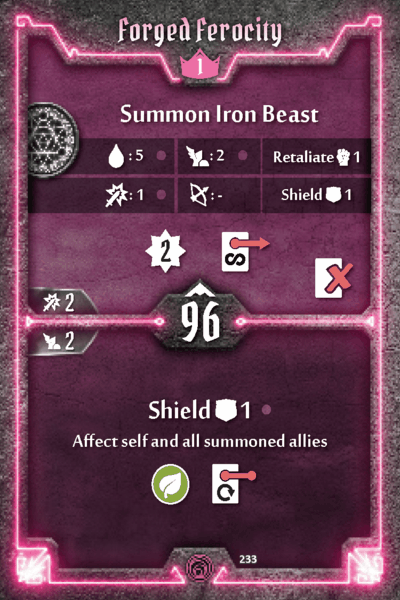 Forged Ferocity
1
Summon Iron Beast
: 5 : 2 Retaliate 1
: 1 : - Shield 1
2
2
96
2
Shield 1
Affect self and all summoned allies
233